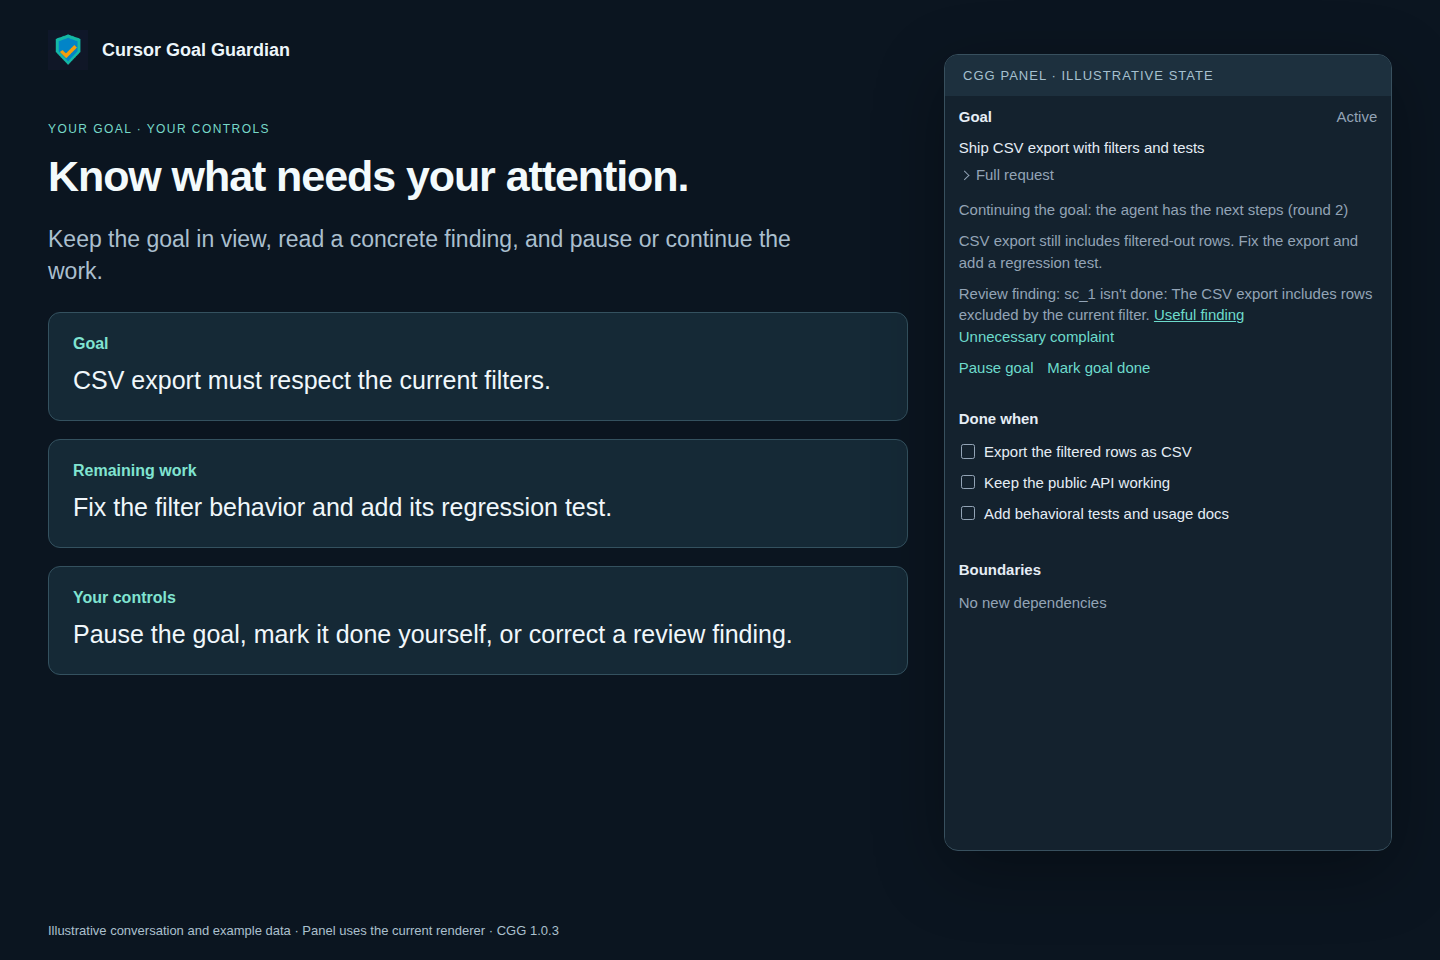 Cursor Goal Guardian
YOUR GOAL · YOUR CONTROLS
Know what needs your attention.
Keep the goal in view, read a concrete finding, and pause or continue the
work.
Goal
CSV export must respect the current filters.
Remaining work
Fix the filter behavior and add its regression test.
Your controls
Pause the goal, mark it done yourself, or correct a review finding.
CGG PANEL · ILLUSTRATIVE STATE
Goal Active
Ship CSV export with filters and tests
Full request
Continuing the goal: the agent has the next steps (round 2)
CSV export still includes filtered-out rows. Fix the export and
add a regression test.
Review finding: sc_1 isn't done: The CSV export includes rows
excluded by the current filter. Useful finding
Unnecessary complaint
Pause goal Mark goal done
Done when
Export the filtered rows as CSV
Keep the public API working
Add behavioral tests and usage docs
Boundaries
No new dependencies
Illustrative conversation and example data · Panel uses the current renderer · CGG 1.0.3